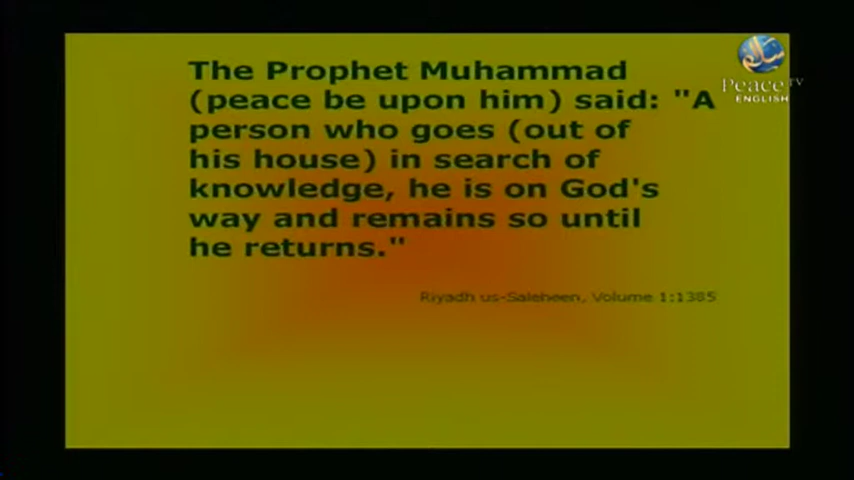 The Prophet Muhammad
(peace be upon him) said: "A
person who goes (out of
his house) in search of
knowledge, he is on God's
way and remains so until
he returns."
Riyadh us-Saleheen, Volume 1:1385
سلام
Peace TV
ENGLISH